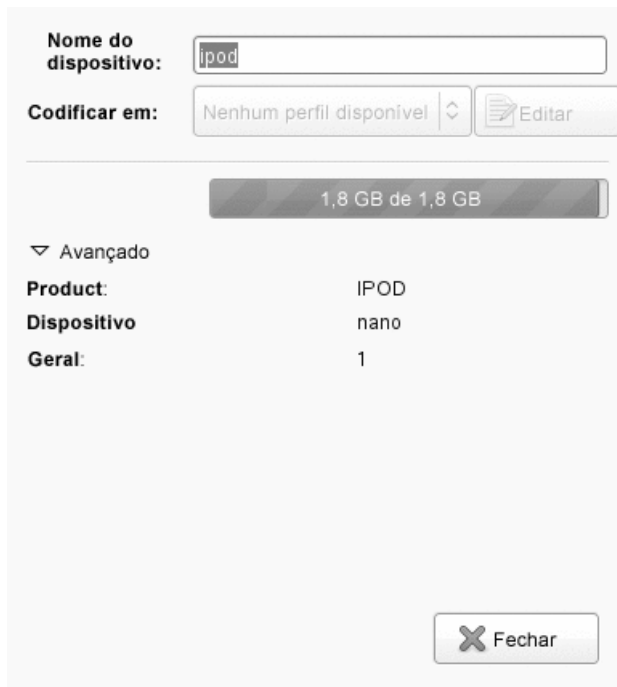 Nome do
dispositivo:
ipod
Codificar em:
Nenhum perfil disponível
Editar
1,8 GB de 1,8 GB
Avançado
Product:
IPOD
Dispositivo
nano
Geral:
1
Fechar